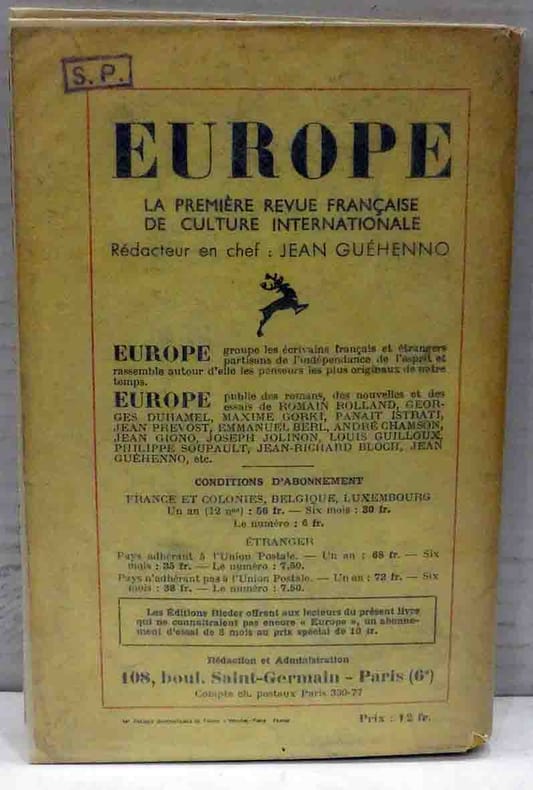 S. P.
EUROPE
LA PREMIÈRE REVUE FRANÇAISE
DE CULTURE INTERNATIONALE
Rédacteur en chef : JEAN GUÉHENNO
EUROPE groupe les écrivains français et étrangers
partisans de l'indépendance de l'esprit et
rassemble autour d'elle les penseurs les plus originaux de notre
temps.
EUROPE publie des romans, des nouvelles et des
essais de ROMAIN ROLLAND, GEOR-
GES DUHAMEL, MAXIME GORKI, PANAIT ISTRATI,
JEAN PREVOST, EMMANUEL BERL, ANDRÉ CHAMSON,
JEAN GIONO, JOSEPH JOLINON, LOUIS GUILLOUX,
PHILIPPE SOUPAULT, JEAN-RICHARD BLOCH, JEAN
GUÉHENNO, etc.
CONDITIONS D'ABONNEMENT
FRANCE ET COLONIES, BELGIQUE, LUXEMBOURG
Un an (12 nos) : 56 fr. — Six mois : 30 fr.
Le numéro : 6 fr.
ÉTRANGER
Pays adhérant à l'Union Postale. — Un an : 68 fr. — Six
mois : 35 fr. — Le numéro : 7.50.
Pays n'adhérant pas à l'Union Postale. — Un an : 72 fr. — Six
mois : 38 fr. — Le numéro : 7.50.
Les Éditions Rieder offrent aux lecteurs du présent livre
qui ne connaîtraient pas encore « Europe », un abonne-
ment d'essai de 3 mois au prix spécial de 10 fr.
Rédaction et Administration
108, boul. Saint-Germain - Paris (6e)
Compte ch. postaux Paris 330-77
Prix : 12 fr.